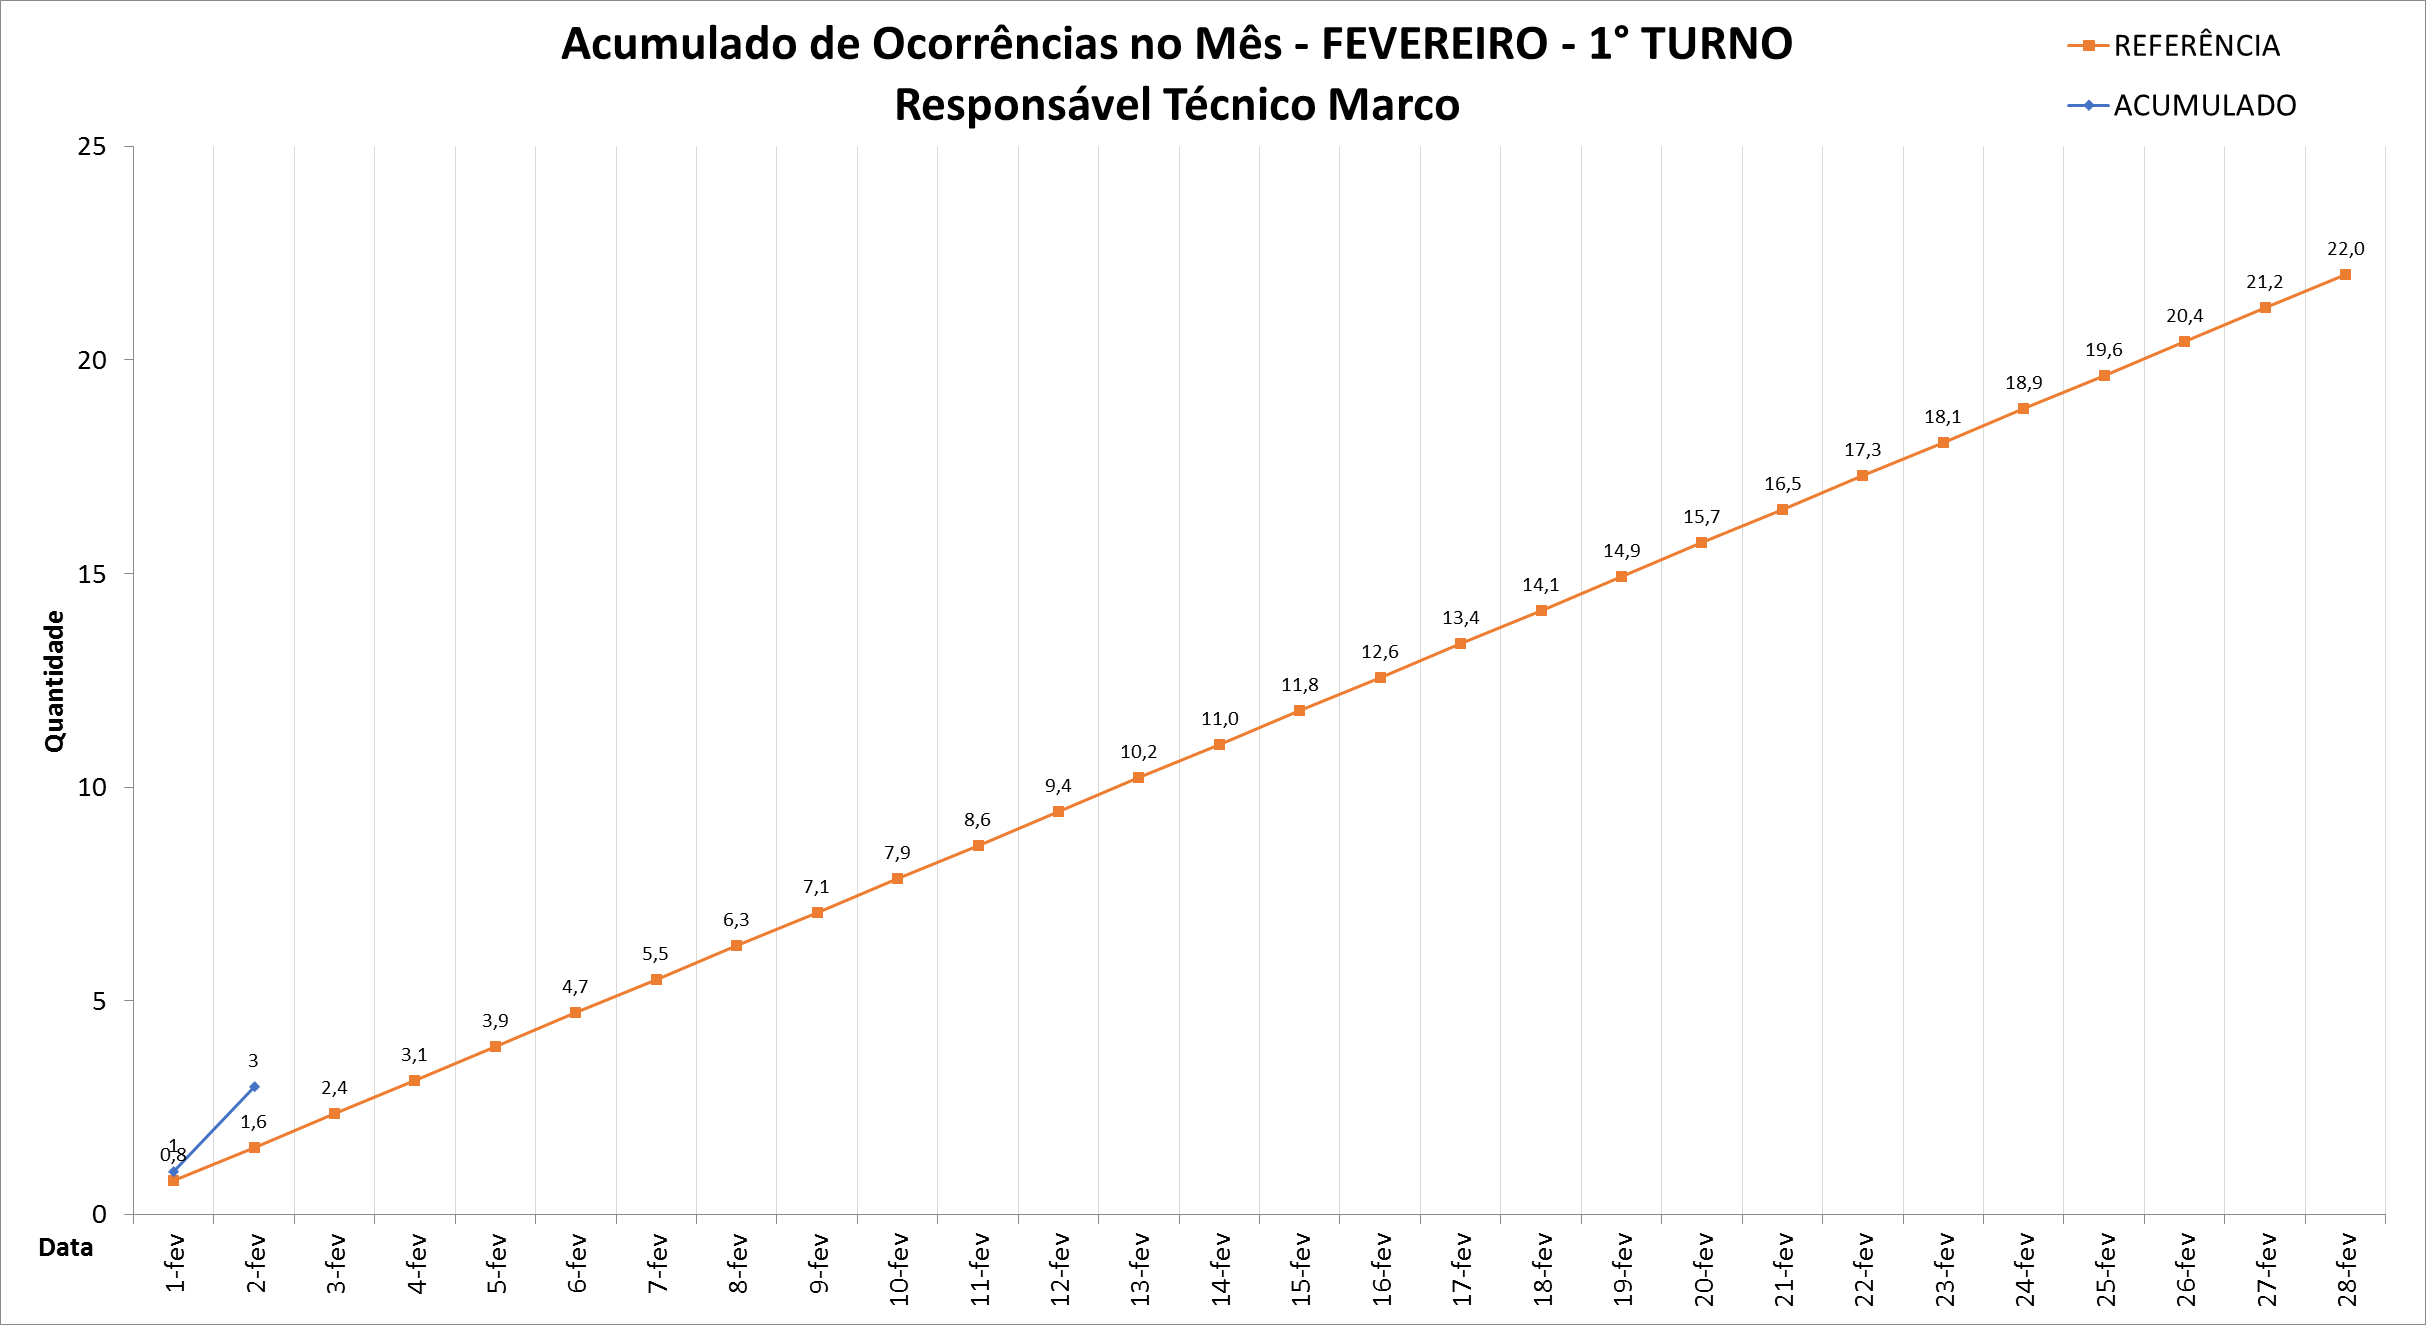 Acumulado de Ocorrências no Mês - FEVEREIRO - 1° TURNO
Responsável Técnico Marco
REFERÊNCIA
ACUMULADO
25
20
15
10
5
0
Quantidade
Data
1
0,8
3
1,6
2,4
3,1
3,9
4,7
5,5
6,3
7,1
7,9
8,6
9,4
10,2
11,0
11,8
12,6
13,4
14,1
14,9
15,7
16,5
17,3
18,1
18,9
19,6
20,4
21,2
22,0
1-fev
2-fev
3-fev
4-fev
5-fev
6-fev
7-fev
8-fev
9-fev
10-fev
11-fev
12-fev
13-fev
14-fev
15-fev
16-fev
17-fev
18-fev
19-fev
20-fev
21-fev
22-fev
23-fev
24-fev
25-fev
26-fev
27-fev
28-fev